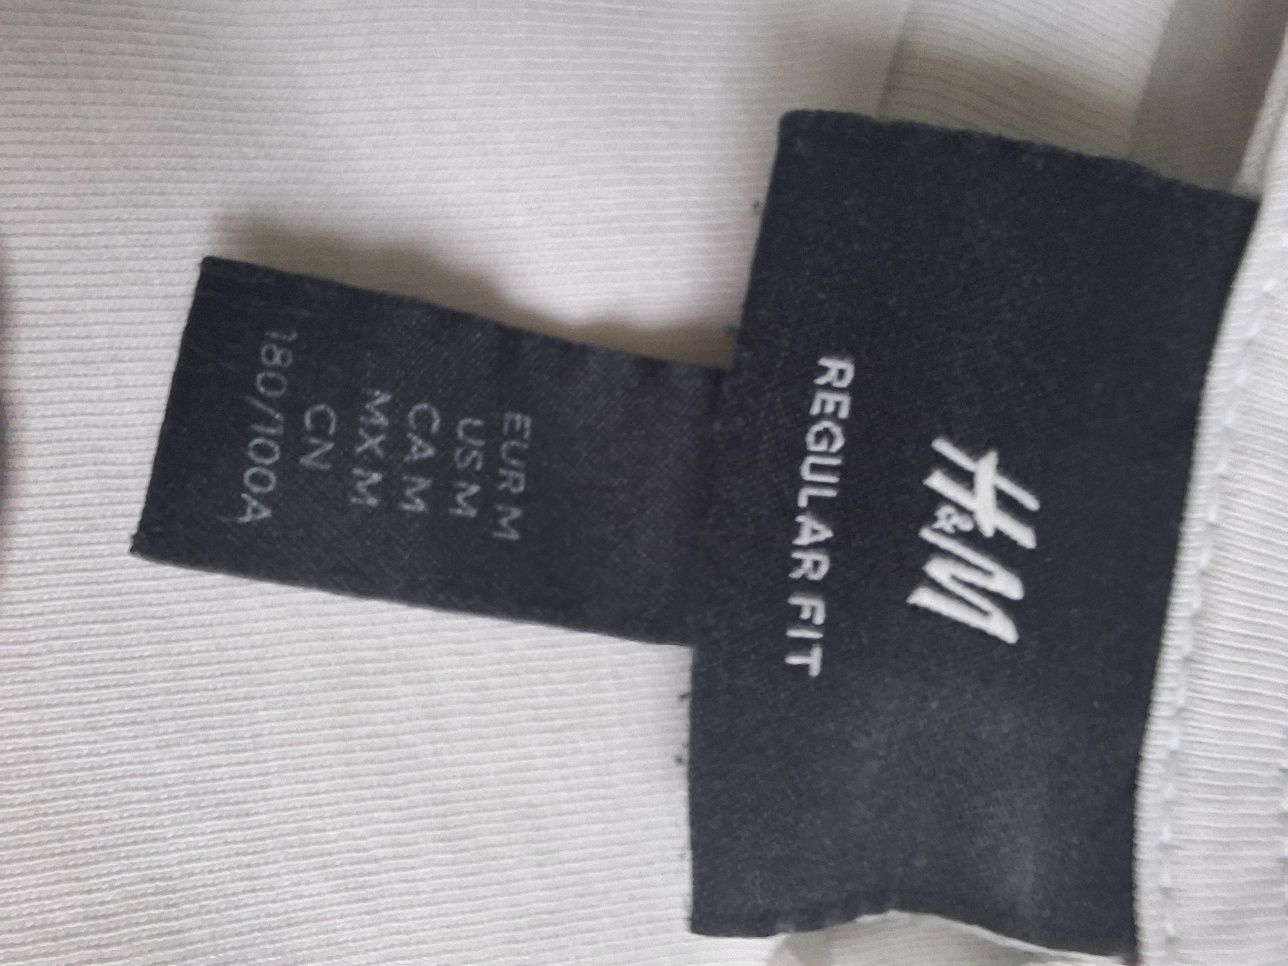 H&M
REGULAR FIT
EUR M
US M
CA M
MX M
CN
180/100A